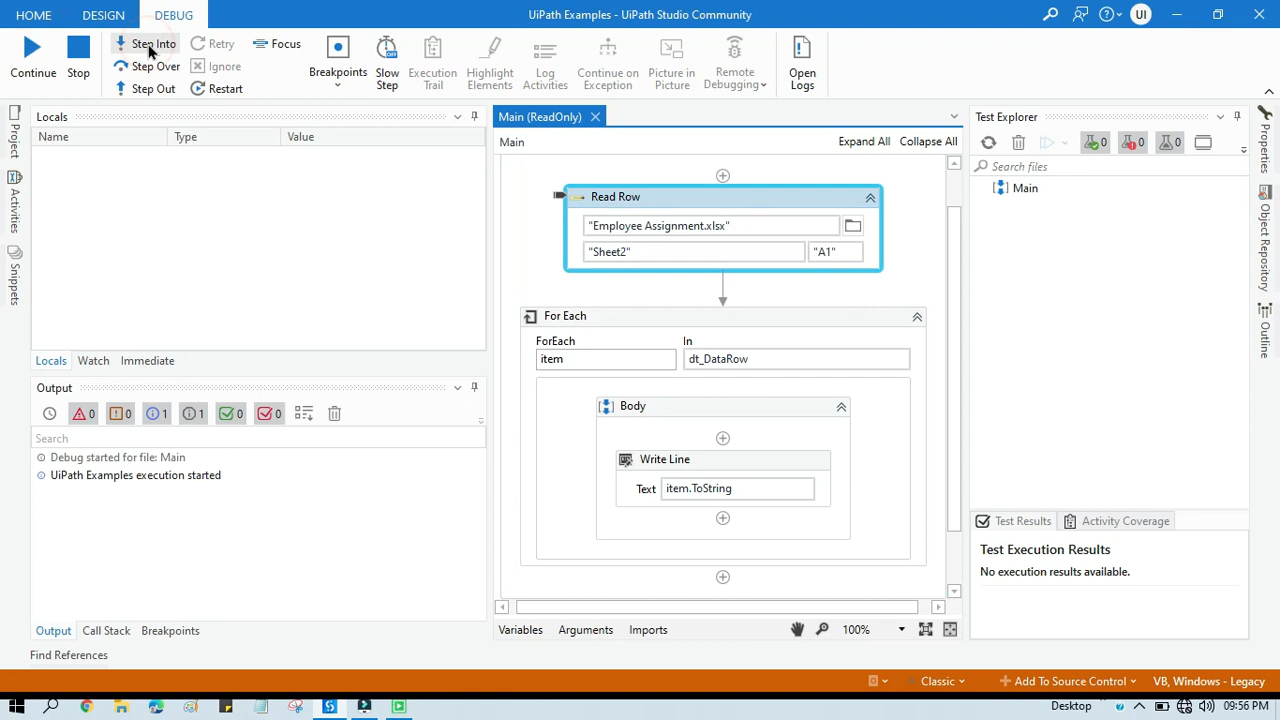 HOME DESIGN DEBUG UiPath Examples - UiPath Studio Community UI
Continue Stop Step Into Step Over Step Out Retry Ignore Restart Focus Breakpoints Slow Step Execution Trail Highlight Elements Log Activities Continue on Exception Picture in Picture Remote Debugging Open Logs
Project
Activities
Snippets
Locals
Name Type Value
Locals Watch Immediate
Output
0 0 1 1 0 0
Search
Debug started for file: Main
UiPath Examples execution started
Output Call Stack Breakpoints
Find References
Main (ReadOnly)
Main Expand All Collapse All
Read Row
"Employee Assignment.xlsx"
"Sheet2" "A1"
For Each
ForEach In
item dt_DataRow
Body
Write Line
Text item.ToString
Variables Arguments Imports 100%
Test Explorer
0 0 0
Search files
Main
Test Results Activity Coverage
Test Execution Results
No execution results available.
Properties
Object Repository
Outline
Classic Add To Source Control VB, Windows - Legacy
Desktop 09:56 PM